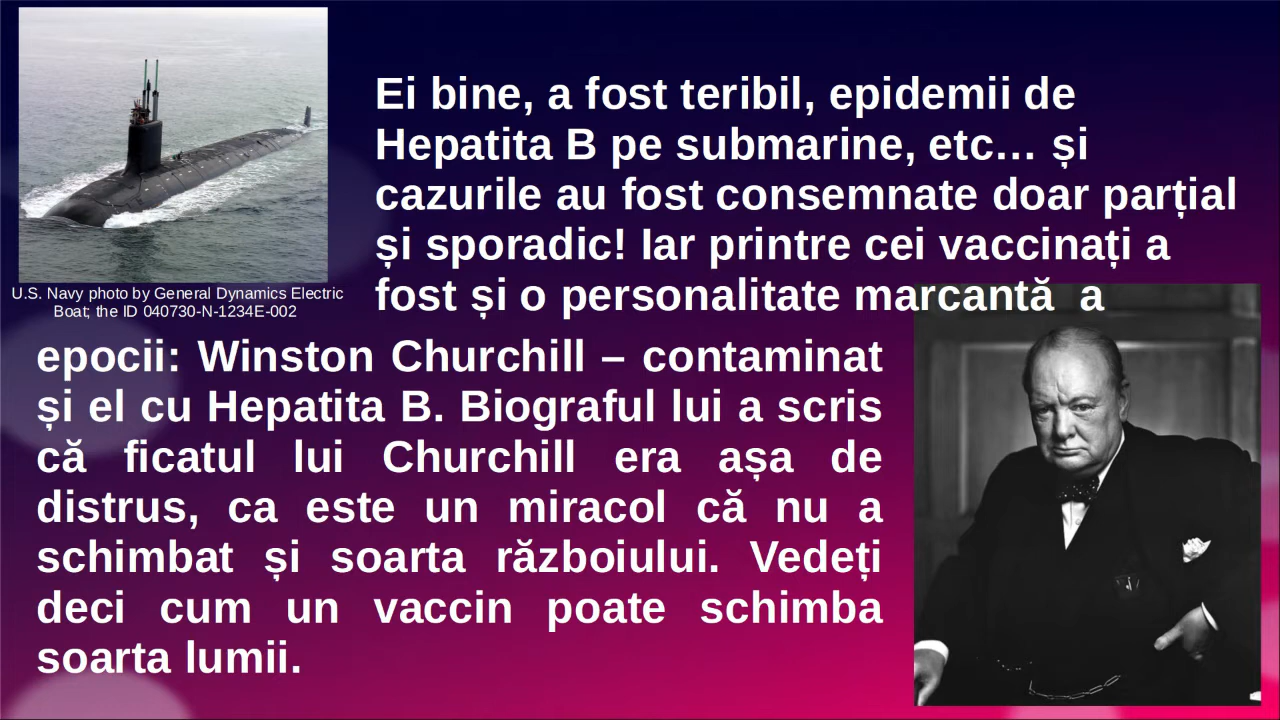 Ei bine, a fost teribil, epidemii de
Hepatita B pe submarine, etc… și
cazurile au fost consemnate doar parțial
și sporadic! Iar printre cei vaccinați a
fost și o personalitate marcantă  a
U.S. Navy photo by General Dynamics Electric
Boat; the ID 040730-N-1234E-002
epocii: Winston Churchill – contaminat
și el cu Hepatita B. Biograful lui a scris
că ficatul lui Churchill era așa de
distrus, ca este un miracol că nu a
schimbat și soarta războiului. Vedeți
deci cum un vaccin poate schimba
soarta lumii.